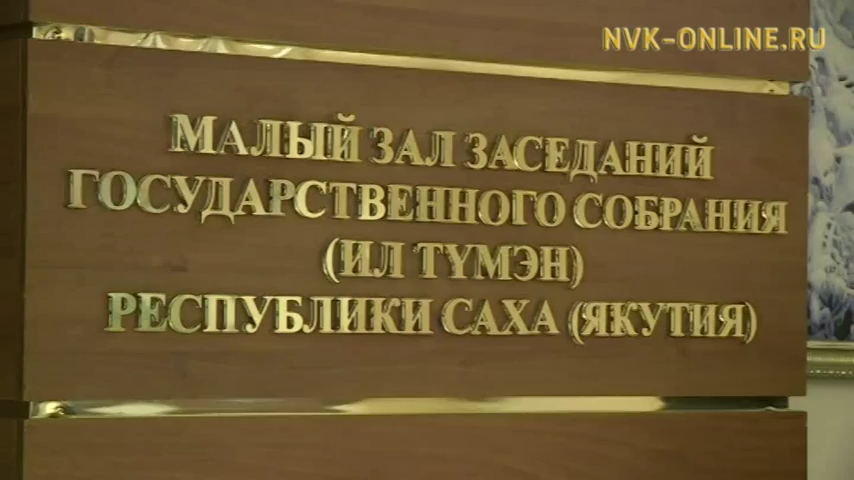 NVK-ONLINE.RU
МАЛЫЙ ЗАЛ ЗАСЕДАНИЙ
ГОСУДАРСТВЕННОГО СОБРАНИЯ
(ИЛ ТҮМЭН)
РЕСПУБЛИКИ САХА (ЯКУТИЯ)